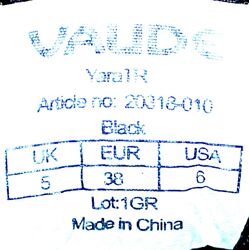 VAUDE
Yara TR
Article no: 20318-010
Black
UK EUR USA
5 38 6
Lot:1GR
Made in China